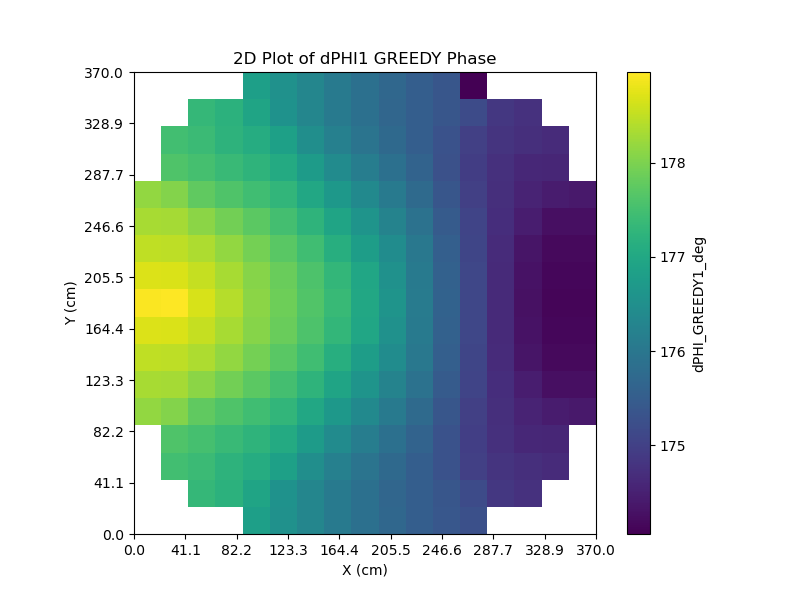 2D Plot of dPHI1 GREEDY Phase
370.0
328.9
287.7
246.6
205.5
164.4
123.3
82.2
41.1
0.0
Y (cm)
0.0 41.1 82.2 123.3 164.4 205.5 246.6 287.7 328.9 370.0
X (cm)
178
177
176
175
dPHI_GREEDY1_deg